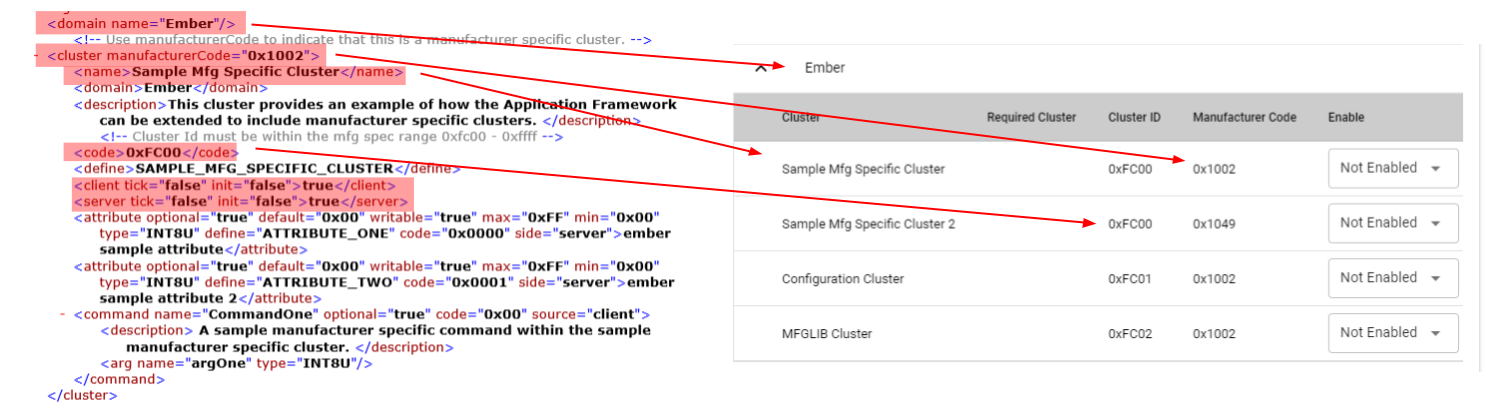 <domain name="Ember"/>
<!-- Use manufacturerCode to indicate that this is a manufacturer specific cluster. -->
- <cluster manufacturerCode="0x1002">
<name>Sample Mfg Specific Cluster</name>
<domain>Ember</domain>
<description>This cluster provides an example of how the Application Framework
can be extended to include manufacturer specific clusters. </description>
<!-- Cluster Id must be within the mfg spec range 0xfc00 - 0xffff -->
<code>0xFC00</code>
<define>SAMPLE_MFG_SPECIFIC_CLUSTER</define>
<client tick="false" init="false">true</client>
<server tick="false" init="false">true</server>
<attribute optional="true" default="0x00" writable="true" max="0xFF" min="0x00"
type="INT8U" define="ATTRIBUTE_ONE" code="0x0000" side="server">ember
sample attribute</attribute>
<attribute optional="true" default="0x00" writable="true" max="0xFF" min="0x00"
type="INT8U" define="ATTRIBUTE_TWO" code="0x0001" side="server">ember
sample attribute 2</attribute>
- <command name="CommandOne" optional="true" code="0x00" source="client">
<description> A sample manufacturer specific command within the sample
manufacturer specific cluster. </description>
<arg name="argOne" type="INT8U"/>
</command>
</cluster>
Ember
Cluster Required Cluster Cluster ID Manufacturer Code Enable
Sample Mfg Specific Cluster 0xFC00 0x1002 Not Enabled
Sample Mfg Specific Cluster 2 0xFC00 0x1049 Not Enabled
Configuration Cluster 0xFC01 0x1002 Not Enabled
MFGLIB Cluster 0xFC02 0x1002 Not Enabled